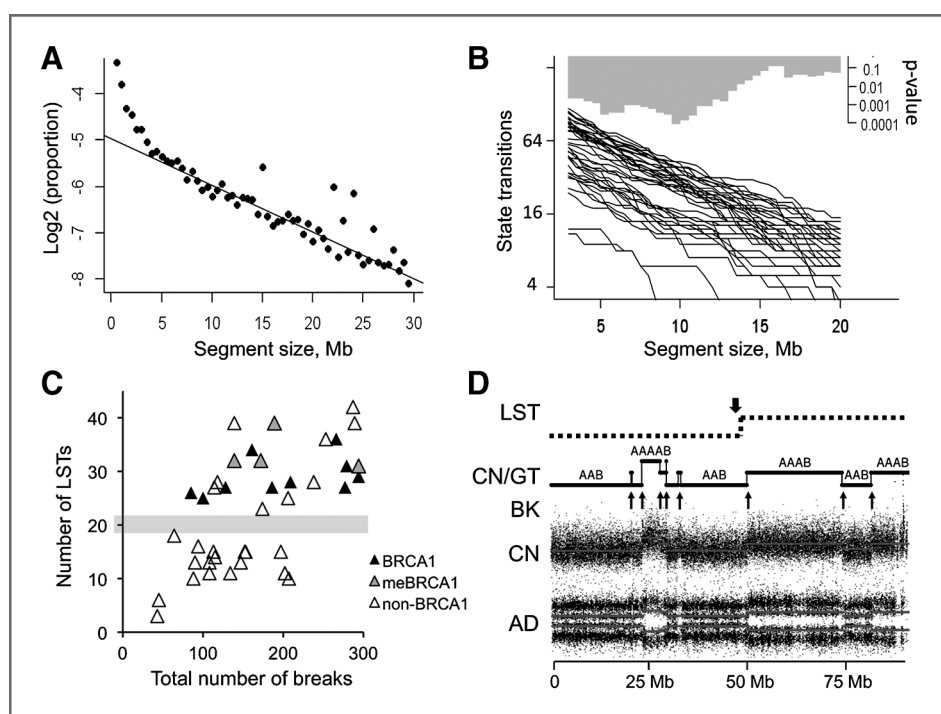 A
Log2 (proportion)
-4
-5
-6
-7
-8
0 5 10 15 20 25 30
Segment size, Mb
B
State transitions
64
16
4
5 10 15 20
Segment size, Mb
0.1
0.01
0.001
0.0001
p-value
C
Number of LSTs
40
30
20
10
0
0 100 200 300
Total number of breaks
BRCA1
meBRCA1
non-BRCA1
D
LST
CN/GT
AAB
AAAAB
AAB
AAAB
AAB
AAAB
BK
CN
AD
0 25 Mb 50 Mb 75 Mb